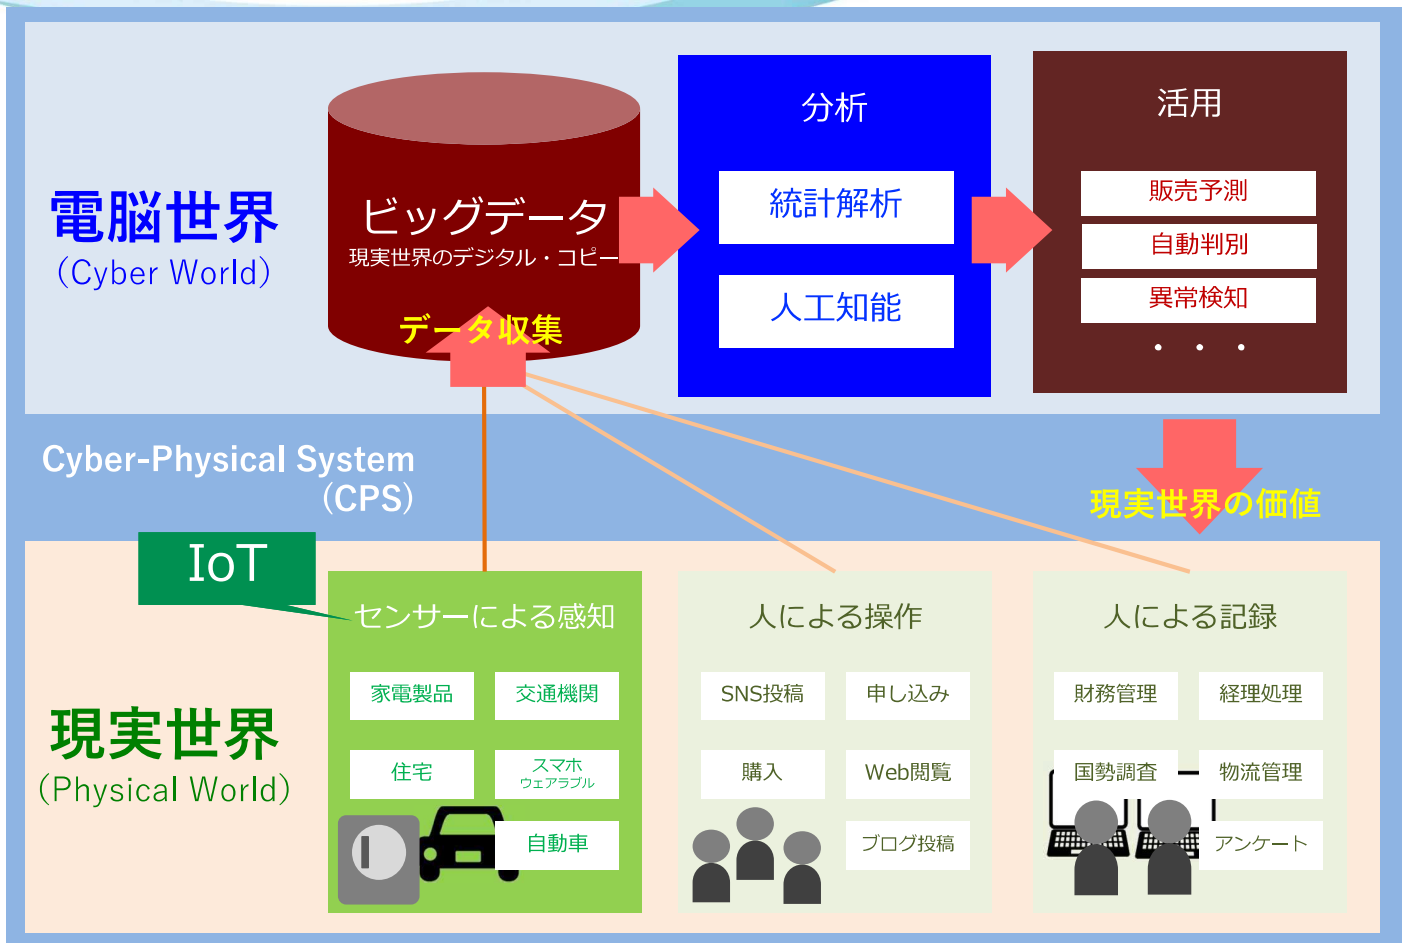 電脳世界
(Cyber World)
ビッグデータ
現実世界のデジタル・コピー
データ収集
分析
統計解析
人工知能
活用
販売予測
自動判別
異常検知
・・・
Cyber-Physical System
(CPS)
現実世界の価値
IoT
現実世界
(Physical World)
センサーによる感知
家電製品
交通機関
住宅
スマホ
ウェアラブル
自動車
人による操作
SNS投稿
申し込み
購入
Web閲覧
ブログ投稿
人による記録
財務管理
経理処理
国勢調査
物流管理
アンケート